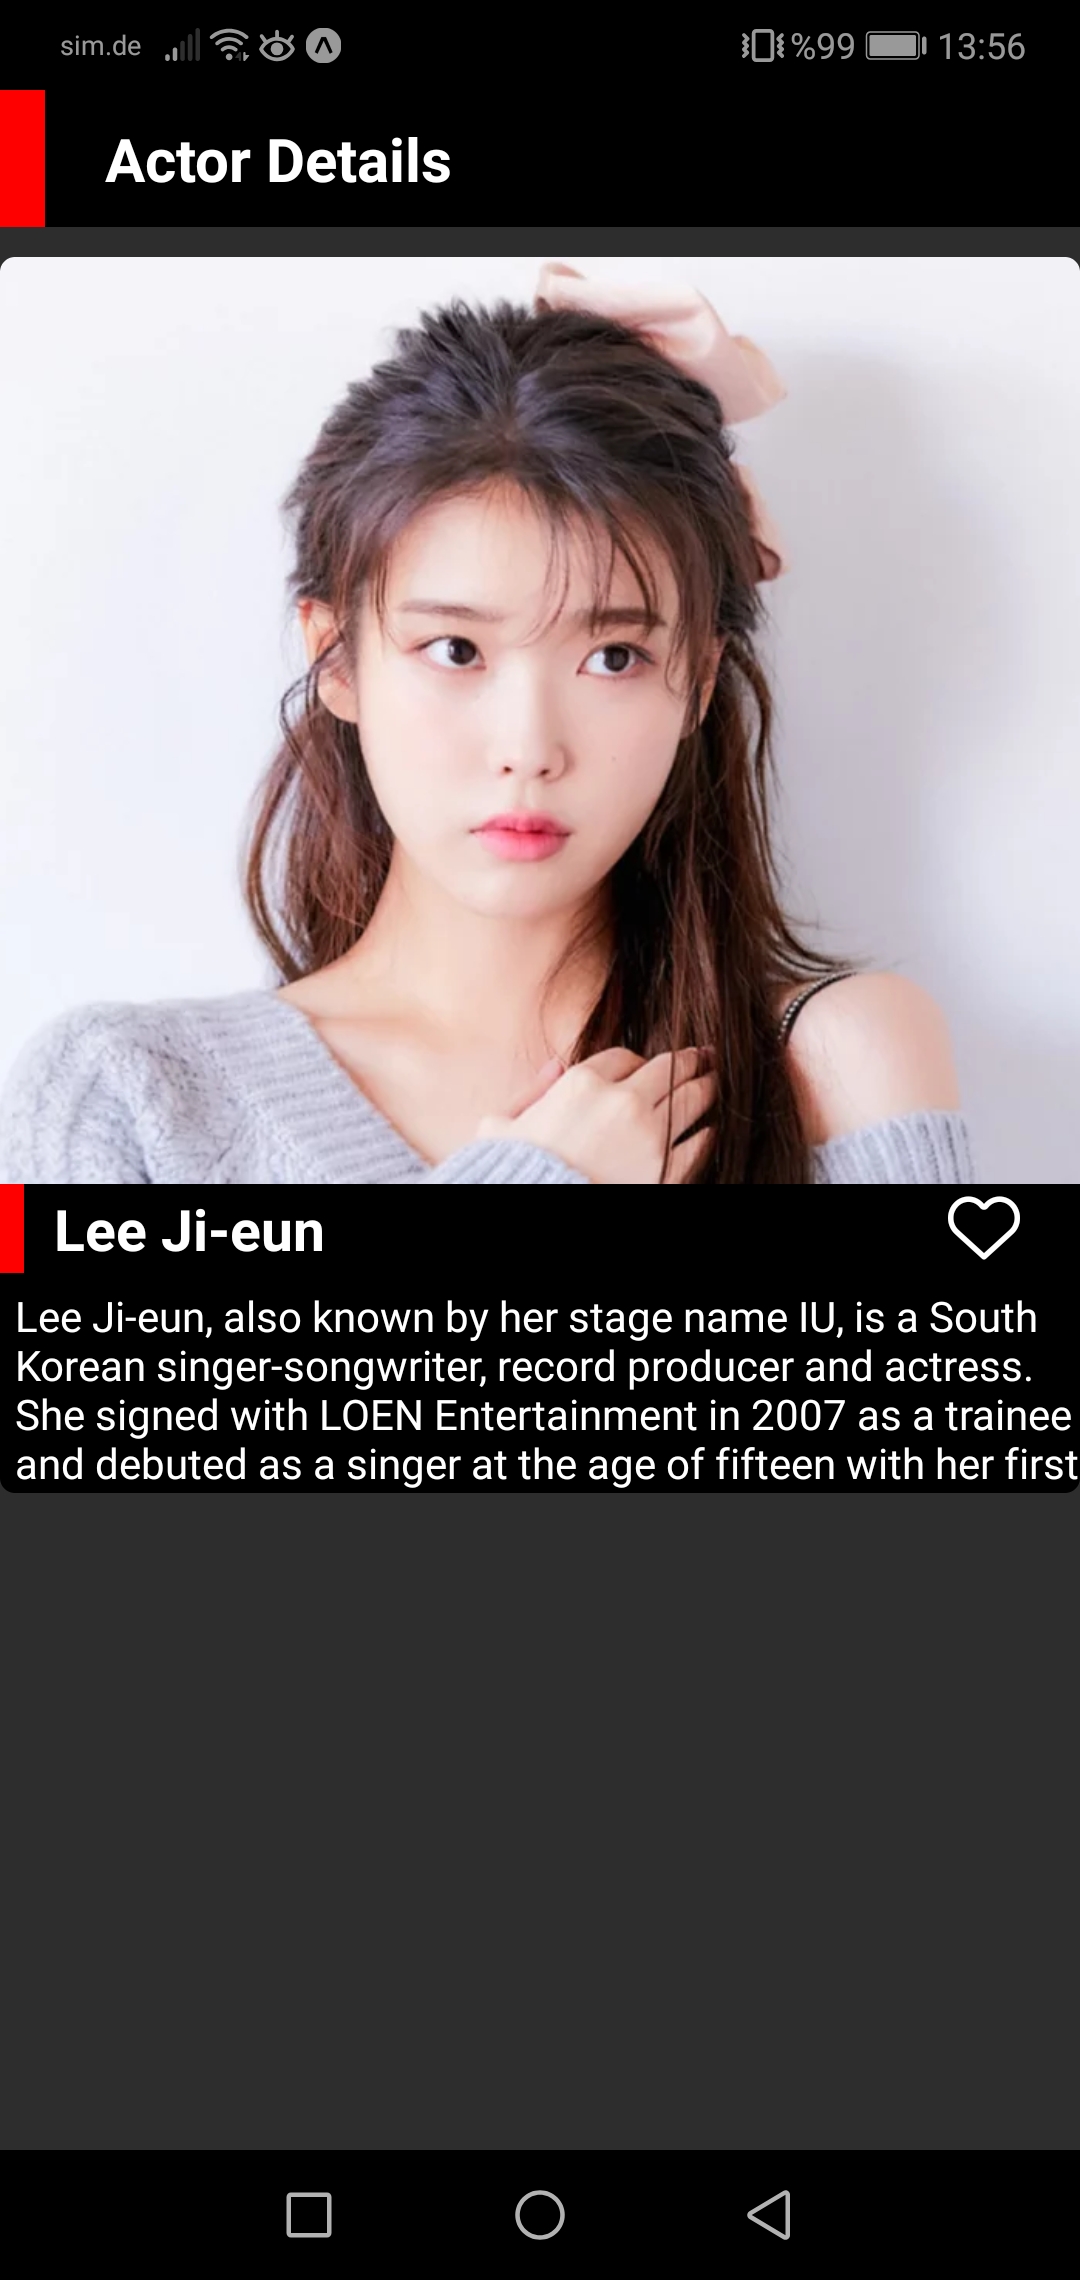 sim.de %99 13:56
Actor Details
Lee Ji-eun
Lee Ji-eun, also known by her stage name IU, is a South
Korean singer-songwriter, record producer and actress.
She signed with LOEN Entertainment in 2007 as a trainee
and debuted as a singer at the age of fifteen with her first